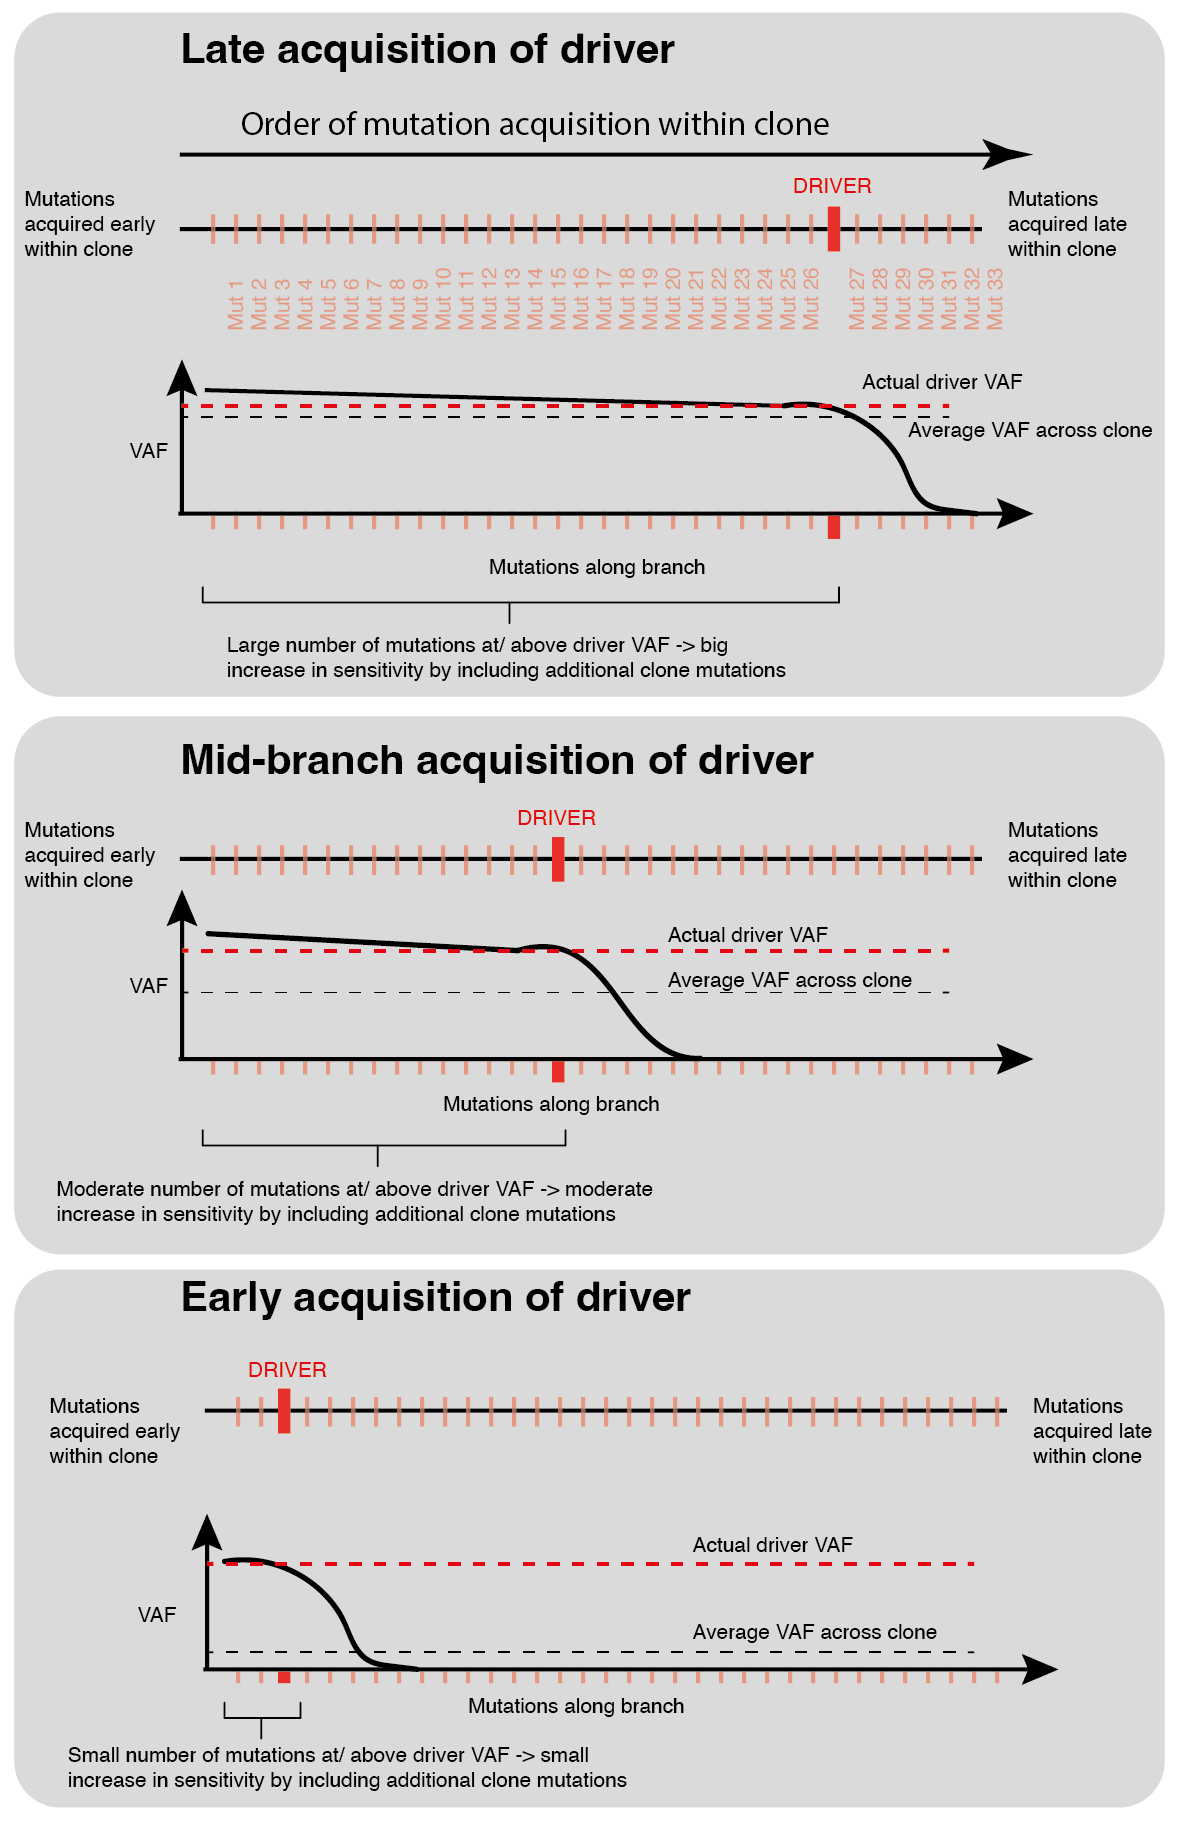 Late acquisition of driver
Order of mutation acquisition within clone
Mutations
acquired early
within clone
DRIVER
Mutations
acquired late
within clone
Mut 1
Mut 2
Mut 3
Mut 4
Mut 5
Mut 6
Mut 7
Mut 8
Mut 9
Mut 10
Mut 11
Mut 12
Mut 13
Mut 14
Mut 15
Mut 16
Mut 17
Mut 18
Mut 19
Mut 20
Mut 21
Mut 22
Mut 23
Mut 24
Mut 25
Mut 26
Mut 27
Mut 28
Mut 29
Mut 30
Mut 31
Mut 32
Mut 33
Actual driver VAF
Average VAF across clone
VAF
Mutations along branch
Large number of mutations at/ above driver VAF -> big
increase in sensitivity by including additional clone mutations
Mid-branch acquisition of driver
DRIVER
Mutations
acquired early
within clone
Mutations
acquired late
within clone
Actual driver VAF
Average VAF across clone
VAF
Mutations along branch
Moderate number of mutations at/ above driver VAF -> moderate
increase in sensitivity by including additional clone mutations
Early acquisition of driver
DRIVER
Mutations
acquired early
within clone
Mutations
acquired late
within clone
Actual driver VAF
VAF
Average VAF across clone
Mutations along branch
Small number of mutations at/ above driver VAF -> small
increase in sensitivity by including additional clone mutations